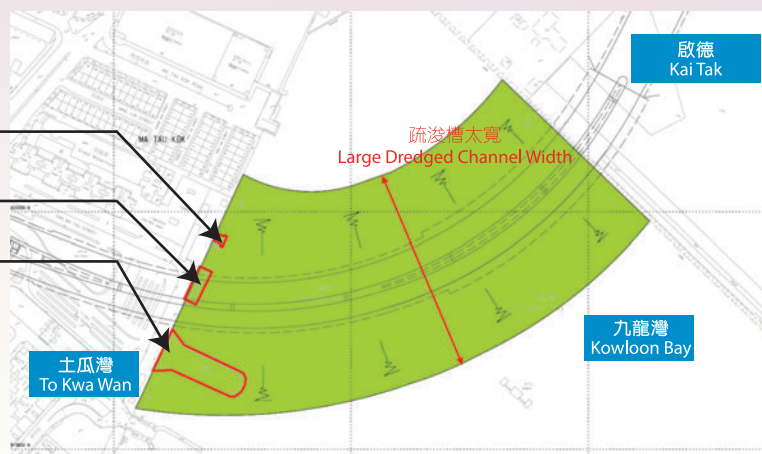 啟德
Kai Tak
疏浚槽太寬
Large Dredged Channel Width
MA TAU KOK
九龍灣
Kowloon Bay
土瓜灣
To Kwa Wan